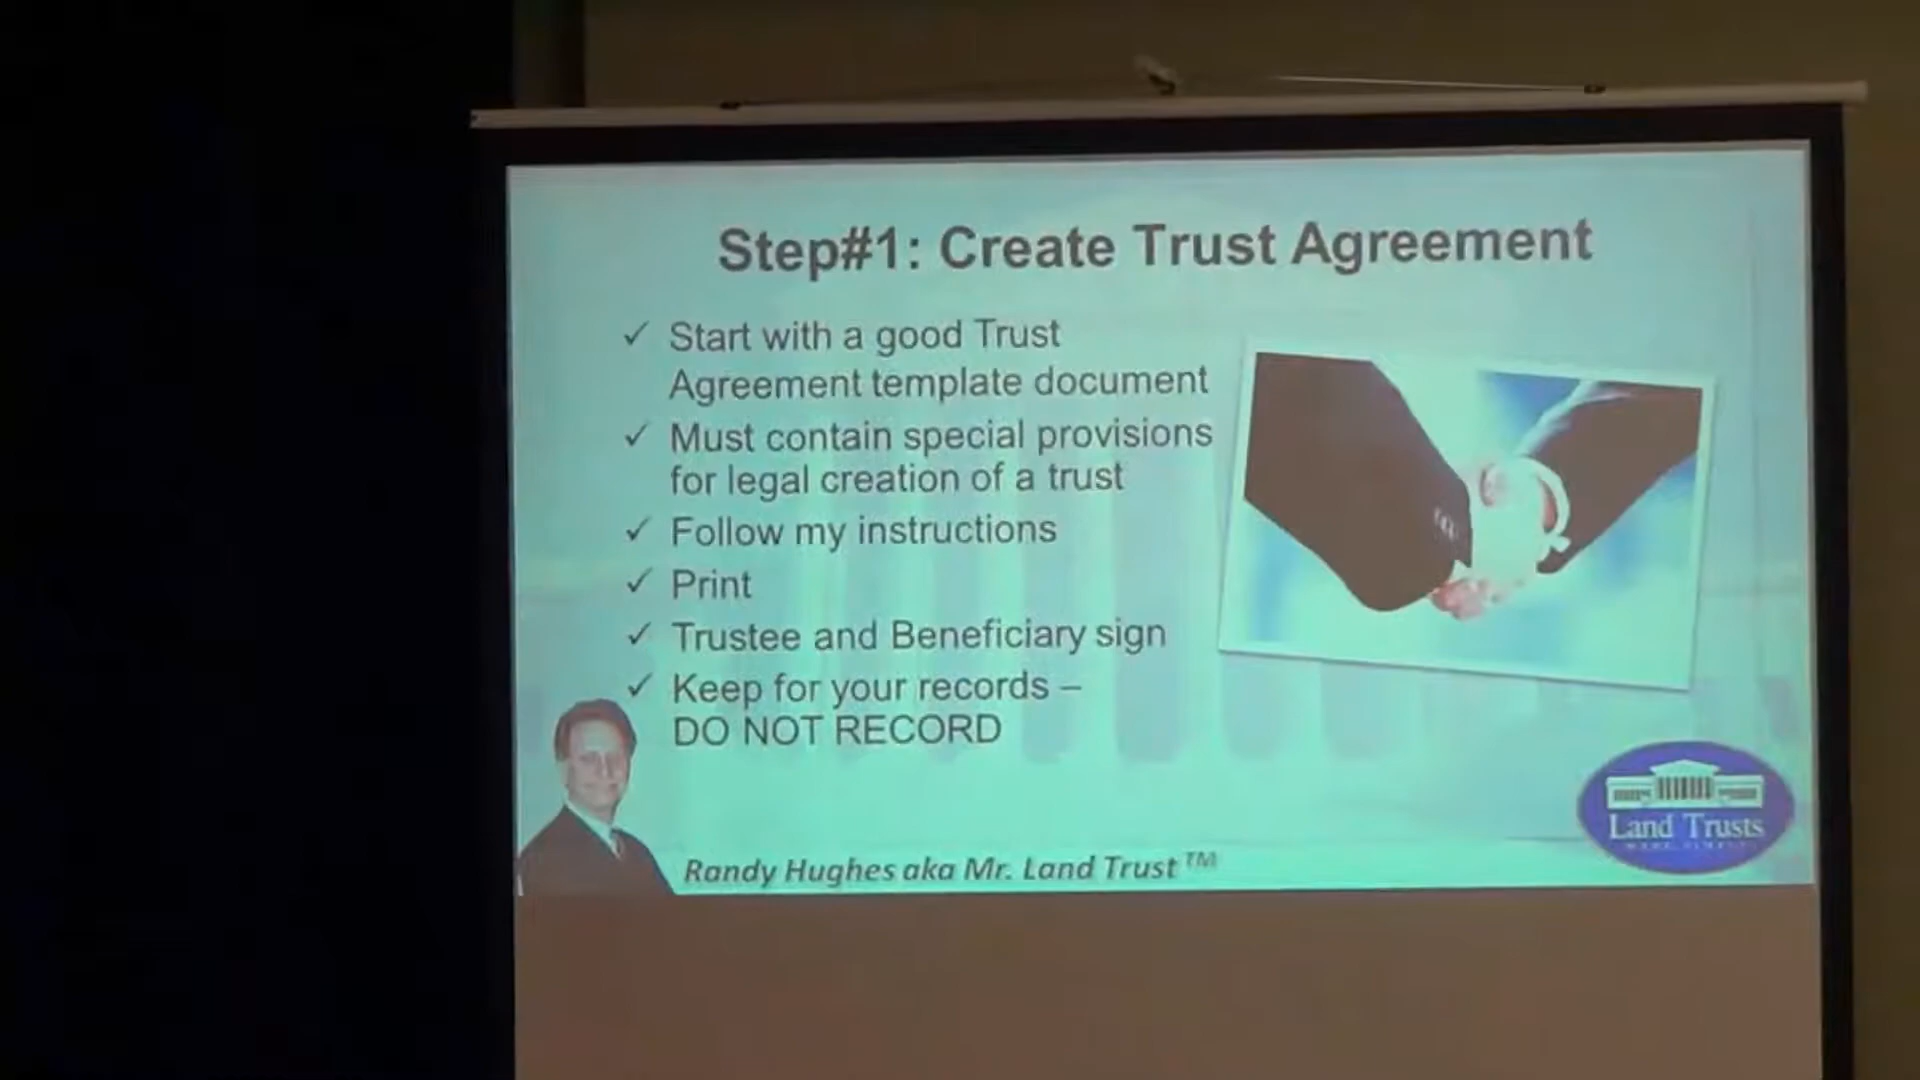 Step#1: Create Trust Agreement
✓ Start with a good Trust
Agreement template document
✓ Must contain special provisions
for legal creation of a trust
✓ Follow my instructions
✓ Print
✓ Trustee and Beneficiary sign
✓ Keep for your records –
DO NOT RECORD
Land Trusts
Randy Hughes aka Mr. Land Trust™